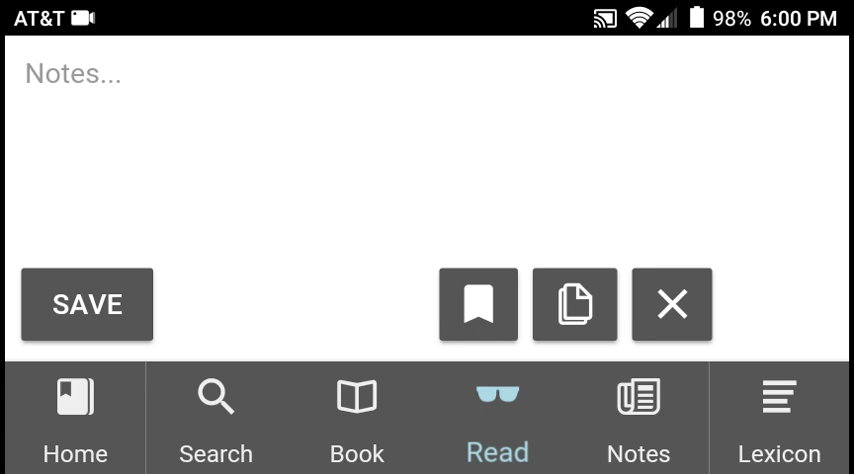 AT&T 98% 6:00 PM
Notes...
SAVE
Home Search Book Read Notes Lexicon